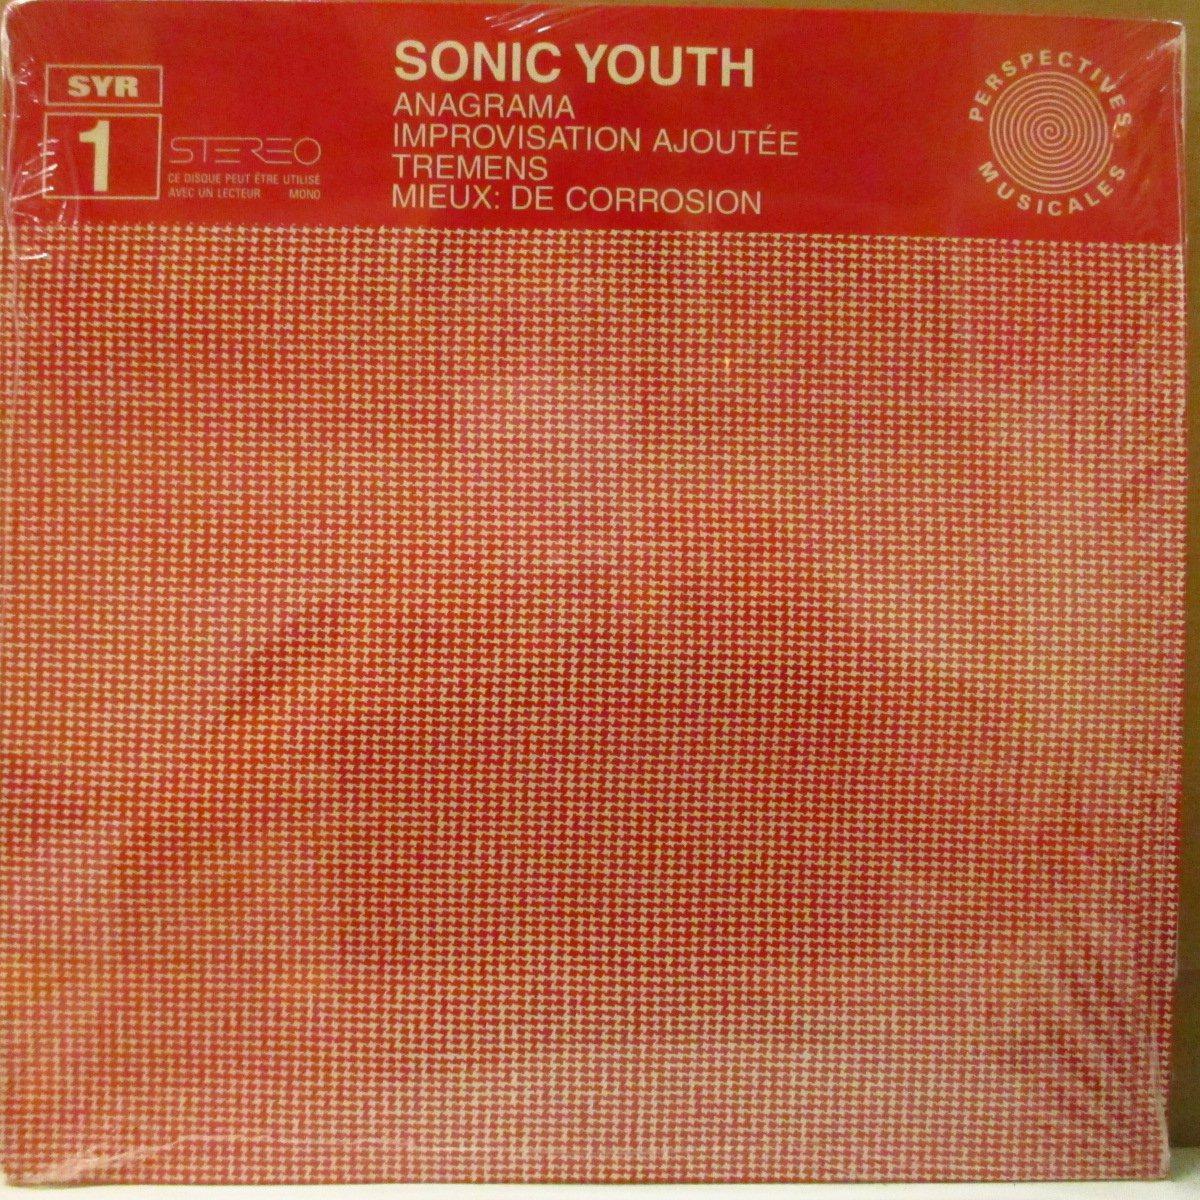 SYR
1
STEREO
CE DISQUE PEUT ÊTRE UTILISÉ
AVEC UN LECTEUR MONO
SONIC YOUTH
ANAGRAMA
IMPROVISATION AJOUTÉE
TREMENS
MIEUX: DE CORROSION
PERSPECTIVES
MUSICALES